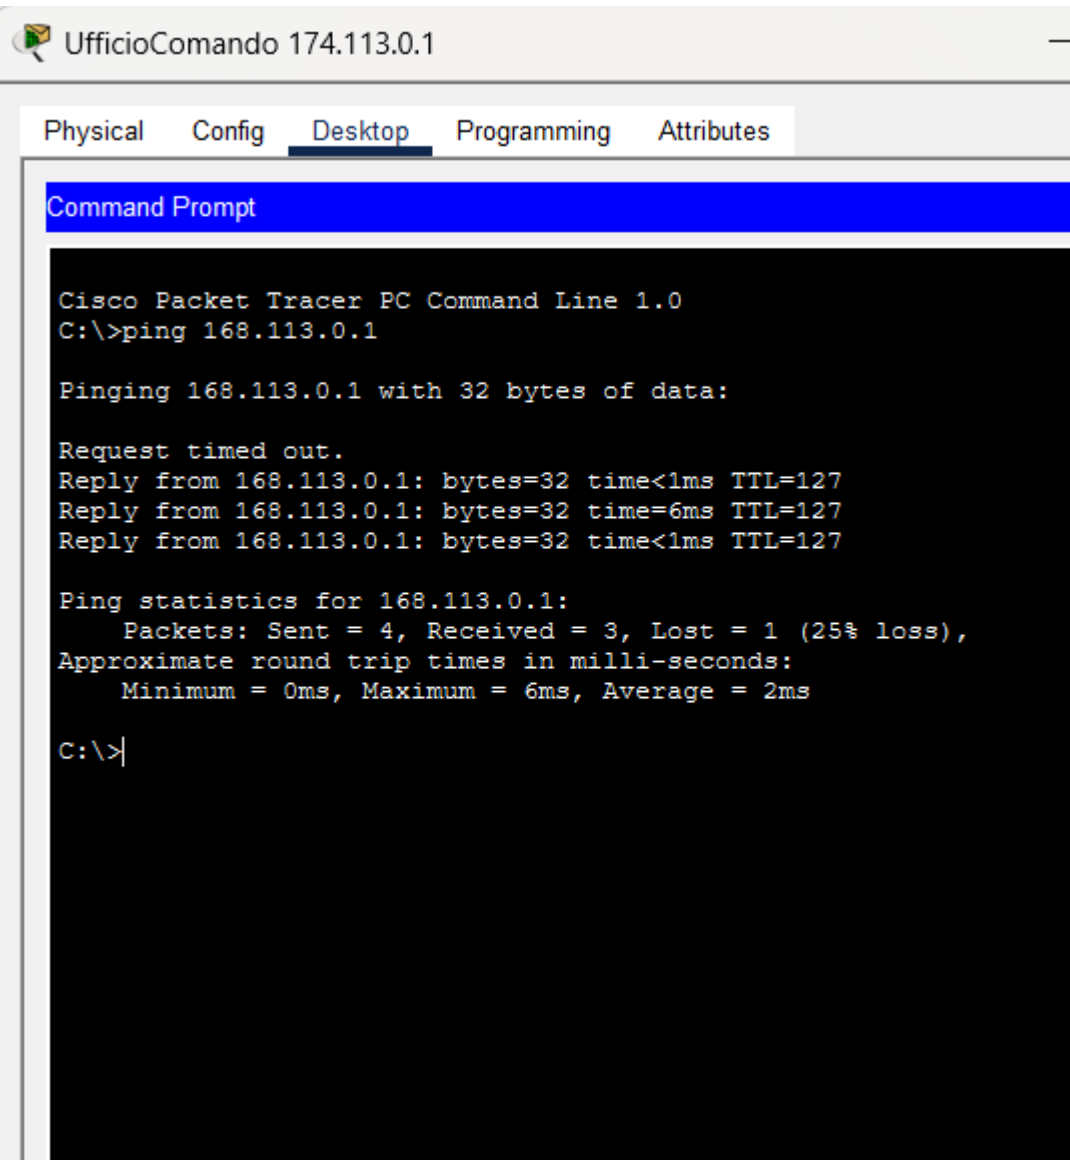 UfficioComando 174.113.0.1
Physical Config Desktop Programming Attributes
Command Prompt
Cisco Packet Tracer PC Command Line 1.0
C:\>ping 168.113.0.1
Pinging 168.113.0.1 with 32 bytes of data:
Request timed out.
Reply from 168.113.0.1: bytes=32 time<1ms TTL=127
Reply from 168.113.0.1: bytes=32 time=6ms TTL=127
Reply from 168.113.0.1: bytes=32 time<1ms TTL=127
Ping statistics for 168.113.0.1:
Packets: Sent = 4, Received = 3, Lost = 1 (25% loss),
Approximate round trip times in milli-seconds:
Minimum = 0ms, Maximum = 6ms, Average = 2ms
C:\>